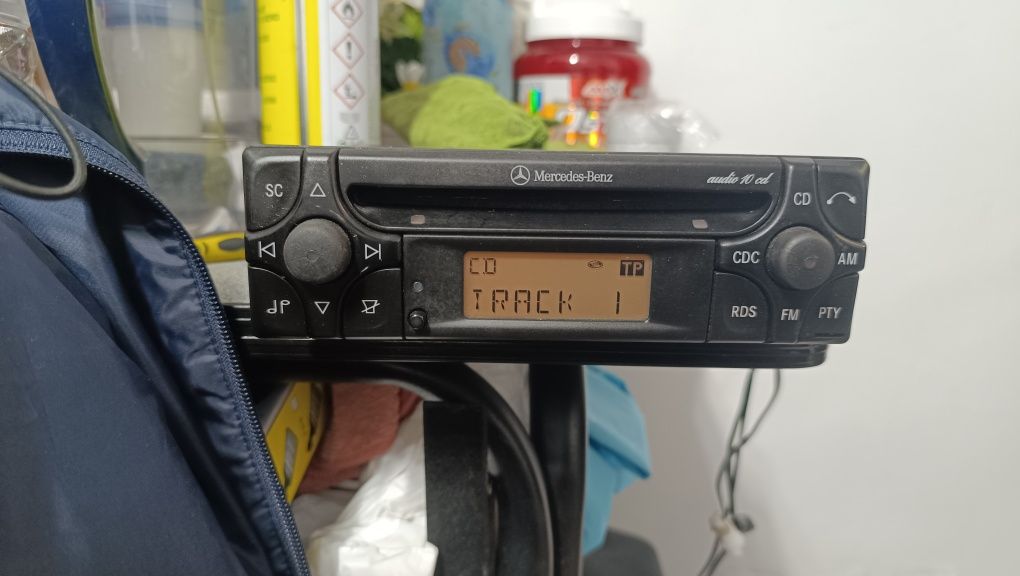 Mercedes-Benz
audio 10 cd
SC
CD
CDC
AM
CD TP
TRACK 1
RDS
FM
PTY